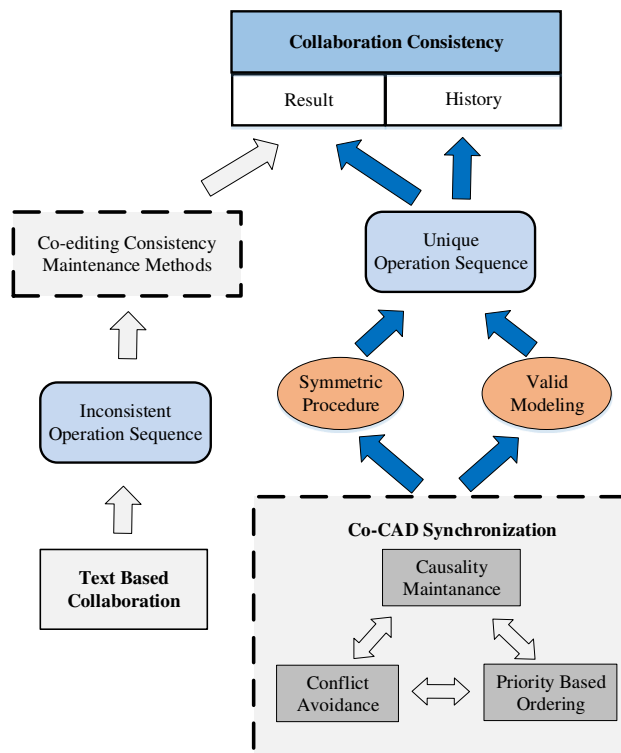 Collaboration Consistency
Result
History
Co-editing Consistency
Maintenance Methods
Unique
Operation Sequence
Inconsistent
Operation Sequence
Symmetric
Procedure
Valid
Modeling
Text Based
Collaboration
Co-CAD Synchronization
Causality
Maintanance
Conflict
Avoidance
Priority Based
Ordering